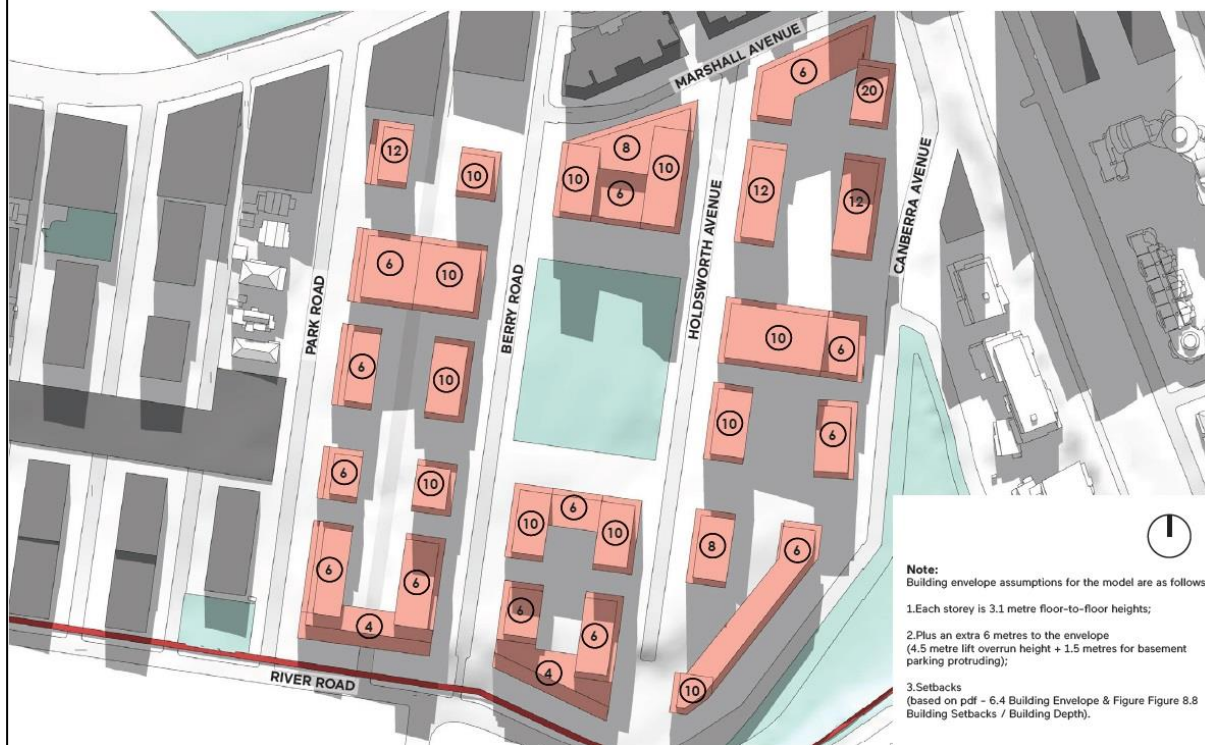 MARSHALL AVENUE
6
20
12
10
8
10
10
6
12
12
CANBERRA AVENUE
HOLDSWORTH AVENUE
BERRY ROAD
PARK ROAD
6
10
10
6
6
10
10
6
6
10
10
6
10
8
6
6
6
6
6
4
4
10
RIVER ROAD
Note:
Building envelope assumptions for the model are as follows
1.Each storey is 3.1 metre floor-to-floor heights;
2.Plus an extra 6 metres to the envelope
(4.5 metre lift overrun height + 1.5 metres for basement
parking protruding);
3.Setbacks
(based on pdf - 6.4 Building Envelope & Figure Figure 8.8
Building Setbacks / Building Depth).